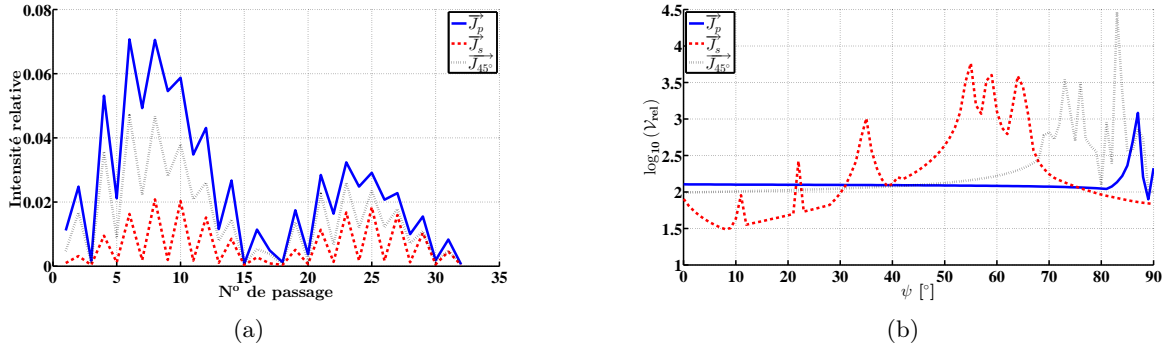 0.08
0.06
0.04
0.02
0
Intensité relative
0 5 10 15 20 25 30 35
Nº de passage
J_p
J_s
J_45°
(a)
4.5
4
3.5
3
2.5
2
1.5
1
log10 (𝒱rel)
0 10 20 30 40 50 60 70 80 90
ψ [°]
J_p
J_s
J_45°
(b)